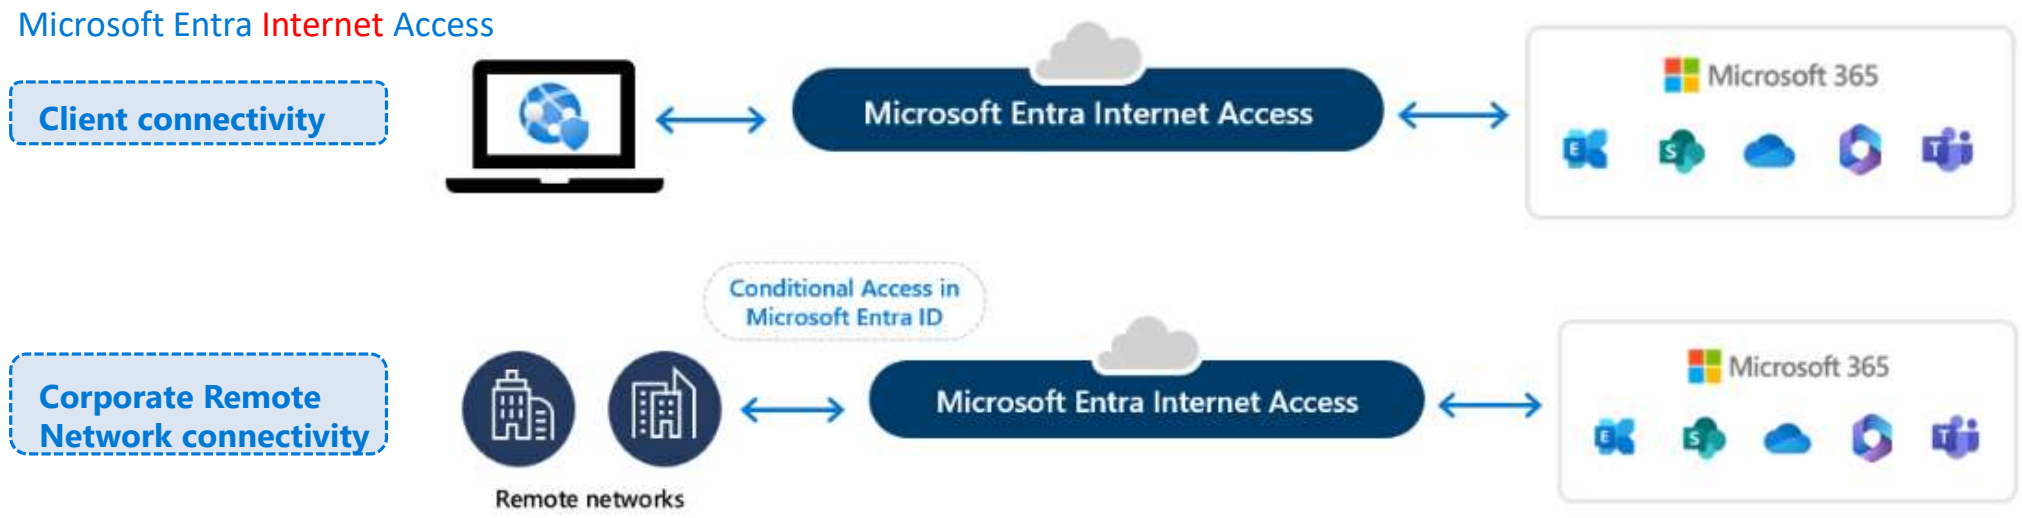 Microsoft Entra Internet Access
Client connectivity
Microsoft Entra Internet Access
Microsoft 365
E
S
T
Conditional Access in
Microsoft Entra ID
Corporate Remote
Network connectivity
Remote networks
Microsoft Entra Internet Access
Microsoft 365
E
S
T